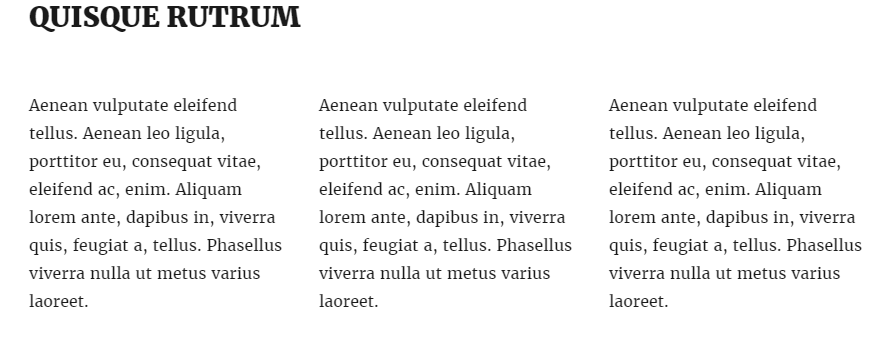 QUISQUE RUTRUM
Aenean vulputate eleifend
tellus. Aenean leo ligula,
porttitor eu, consequat vitae,
eleifend ac, enim. Aliquam
lorem ante, dapibus in, viverra
quis, feugiat a, tellus. Phasellus
viverra nulla ut metus varius
laoreet.
Aenean vulputate eleifend
tellus. Aenean leo ligula,
porttitor eu, consequat vitae,
eleifend ac, enim. Aliquam
lorem ante, dapibus in, viverra
quis, feugiat a, tellus. Phasellus
viverra nulla ut metus varius
laoreet.
Aenean vulputate eleifend
tellus. Aenean leo ligula,
porttitor eu, consequat vitae,
eleifend ac, enim. Aliquam
lorem ante, dapibus in, viverra
quis, feugiat a, tellus. Phasellus
viverra nulla ut metus varius
laoreet.